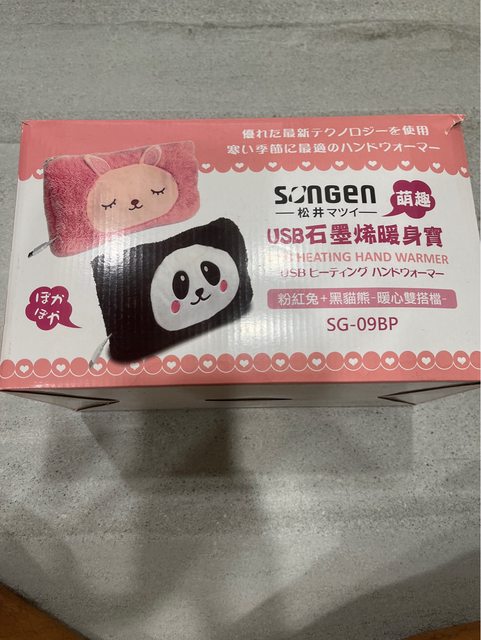 優れた最新テクノロジーを使用
寒い季節に最適のハンドウォーマー
SONGEN
松井マツイ
萌趣
USB石墨烯暖身寶
HEATING HAND WARMER
USB ヒーティング ハンドウォーマー
ぽか
ぽか
粉紅兔+黑貓熊-暖心雙搭檔-
SG-09BP